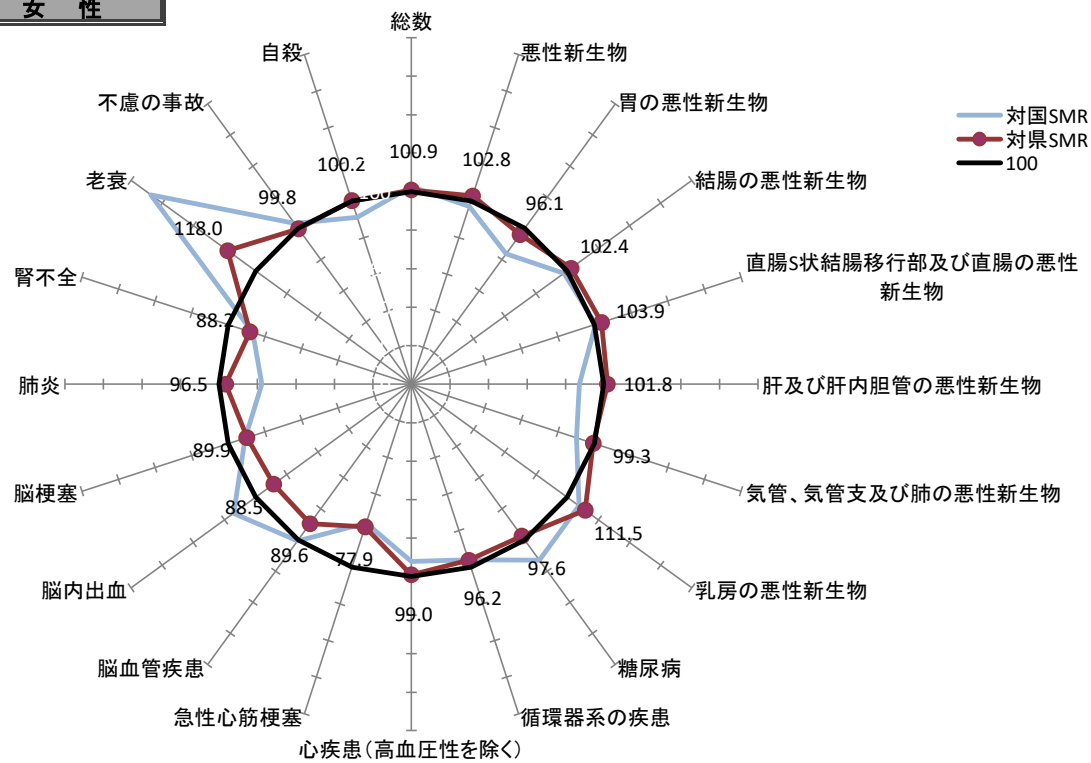 女 性
総数
自殺
悪性新生物
不慮の事故
胃の悪性新生物
対国SMR
対県SMR
100
老衰
結腸の悪性新生物
100.2
100.9
102.8
99.8
100
96.1
118.0
102.4
腎不全
直腸S状結腸移行部及び直腸の悪性
新生物
88.2
103.9
肺炎
96.5
101.8
肝及び肝内胆管の悪性新生物
89.9
99.3
脳梗塞
気管、気管支及び肺の悪性新生物
88.5
111.5
89.6
77.9
97.6
脳内出血
乳房の悪性新生物
99.0
96.2
脳血管疾患
糖尿病
急性心筋梗塞
循環器系の疾患
心疾患(高血圧性を除く)